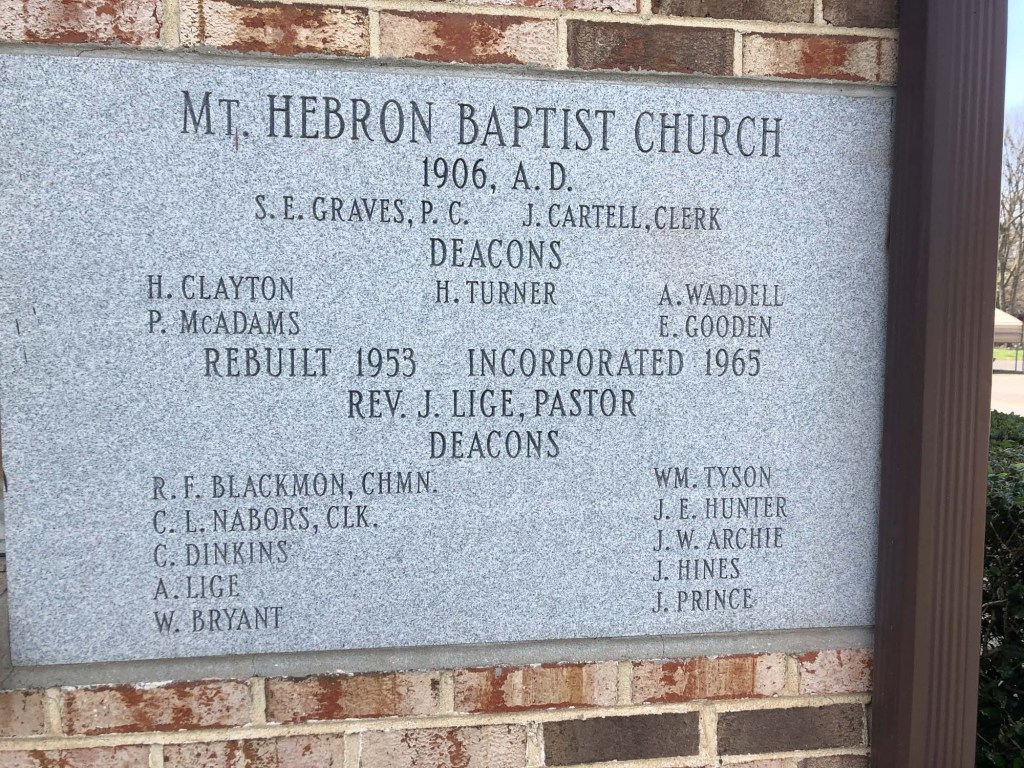 MT. HEBRON BAPTIST CHURCH
1906, A. D.
S. E. GRAVES, P. C. J. CARTELL, CLERK
DEACONS
H. CLAYTON H. TURNER A. WADDELL
P. McADAMS E. GOODEN
REBUILT 1953 INCORPORATED 1965
REV. J. LIGE, PASTOR
DEACONS
R. F. BLACKMON, CHMN. WM. TYSON
C. L. NABORS, CLK. J. E. HUNTER
C. DINKINS J. W. ARCHIE
A. LIGE J. HINES
W. BRYANT J. PRINCE